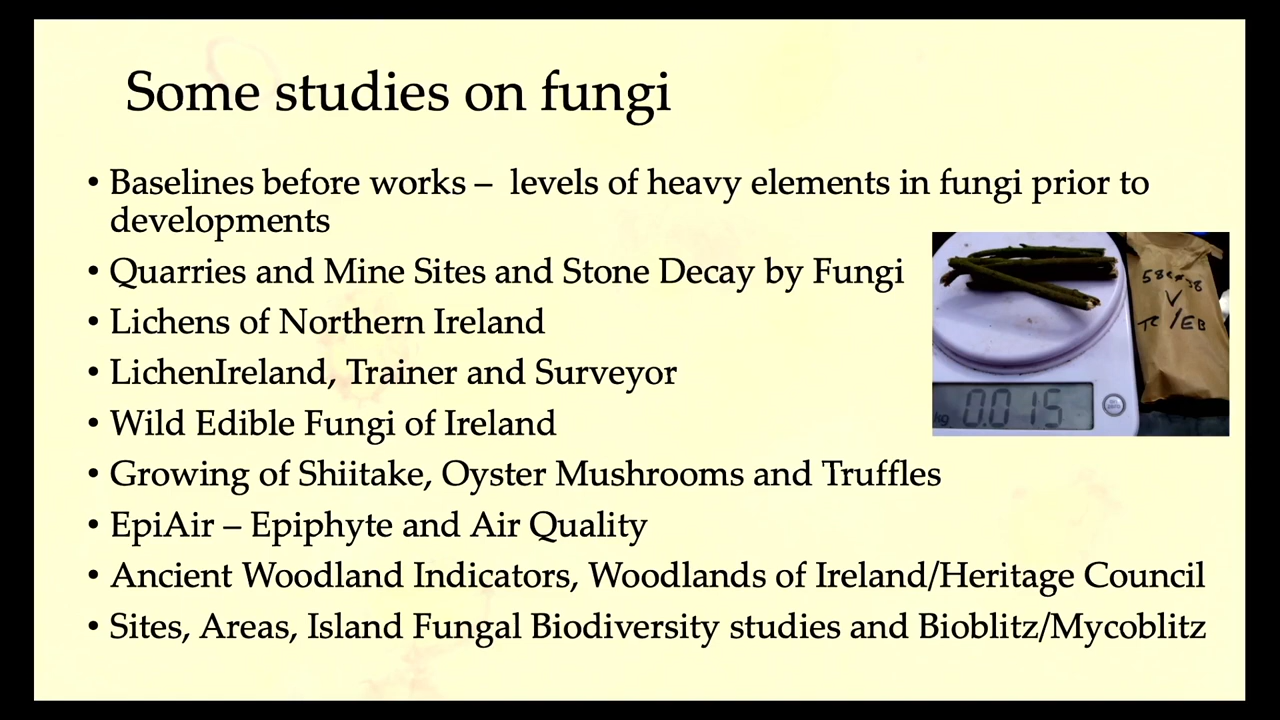 Some studies on fungi
• Baselines before works – levels of heavy elements in fungi prior to
developments
• Quarries and Mine Sites and Stone Decay by Fungi
• Lichens of Northern Ireland
• LichenIreland, Trainer and Surveyor
• Wild Edible Fungi of Ireland
• Growing of Shiitake, Oyster Mushrooms and Truffles
• EpiAir – Epiphyte and Air Quality
• Ancient Woodland Indicators, Woodlands of Ireland/Heritage Council
• Sites, Areas, Island Fungal Biodiversity studies and Bioblitz/Mycoblitz
V
TC/EB
kg 0.015